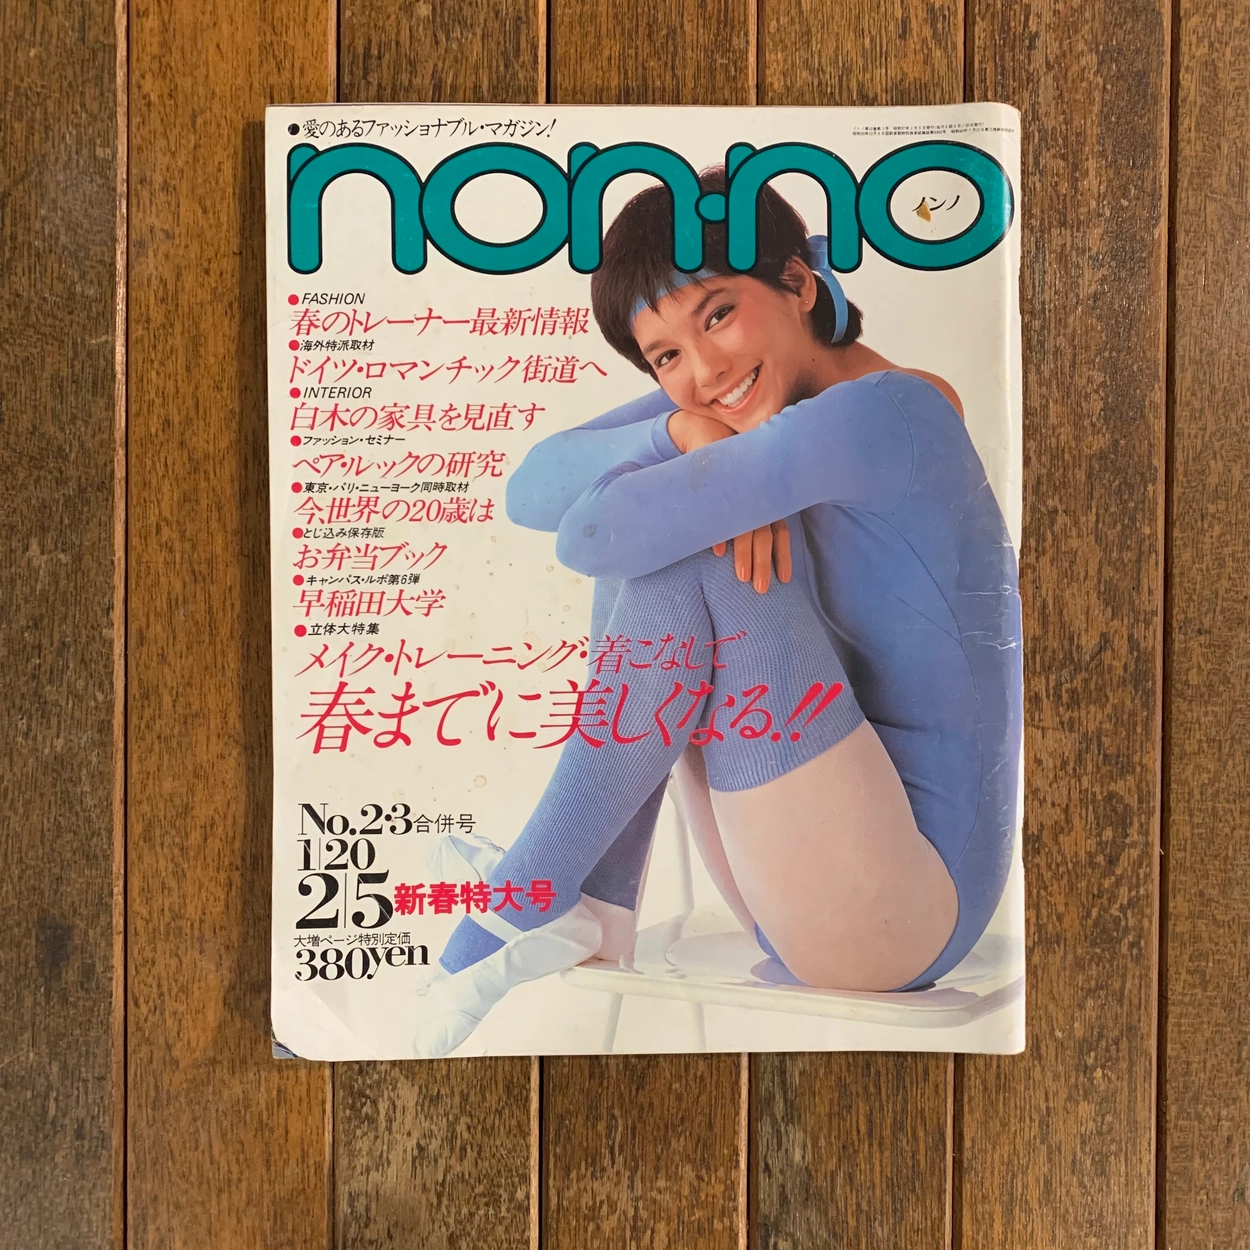 ●愛のあるファッショナブル・マガジン!
non・no
ノンノ
●FASHION
春のトレーナー最新情報
●海外特派取材
ドイツ・ロマンチック街道へ
●INTERIOR
白木の家具を見直す
●ファッション・セミナー
ペア・ルックの研究
●東京・パリ・ニューヨーク同時取材
今、世界の20歳は
●とじ込み保存版
お弁当ブック
●キャンパス・ルポ第6弾
早稲田大学
●立体大特集
メイク・トレーニング・着こなしで
春までに美しくなる!!
No.2・3合併号
1|20
2|5新春特大号
大増ページ特別定価
380yen